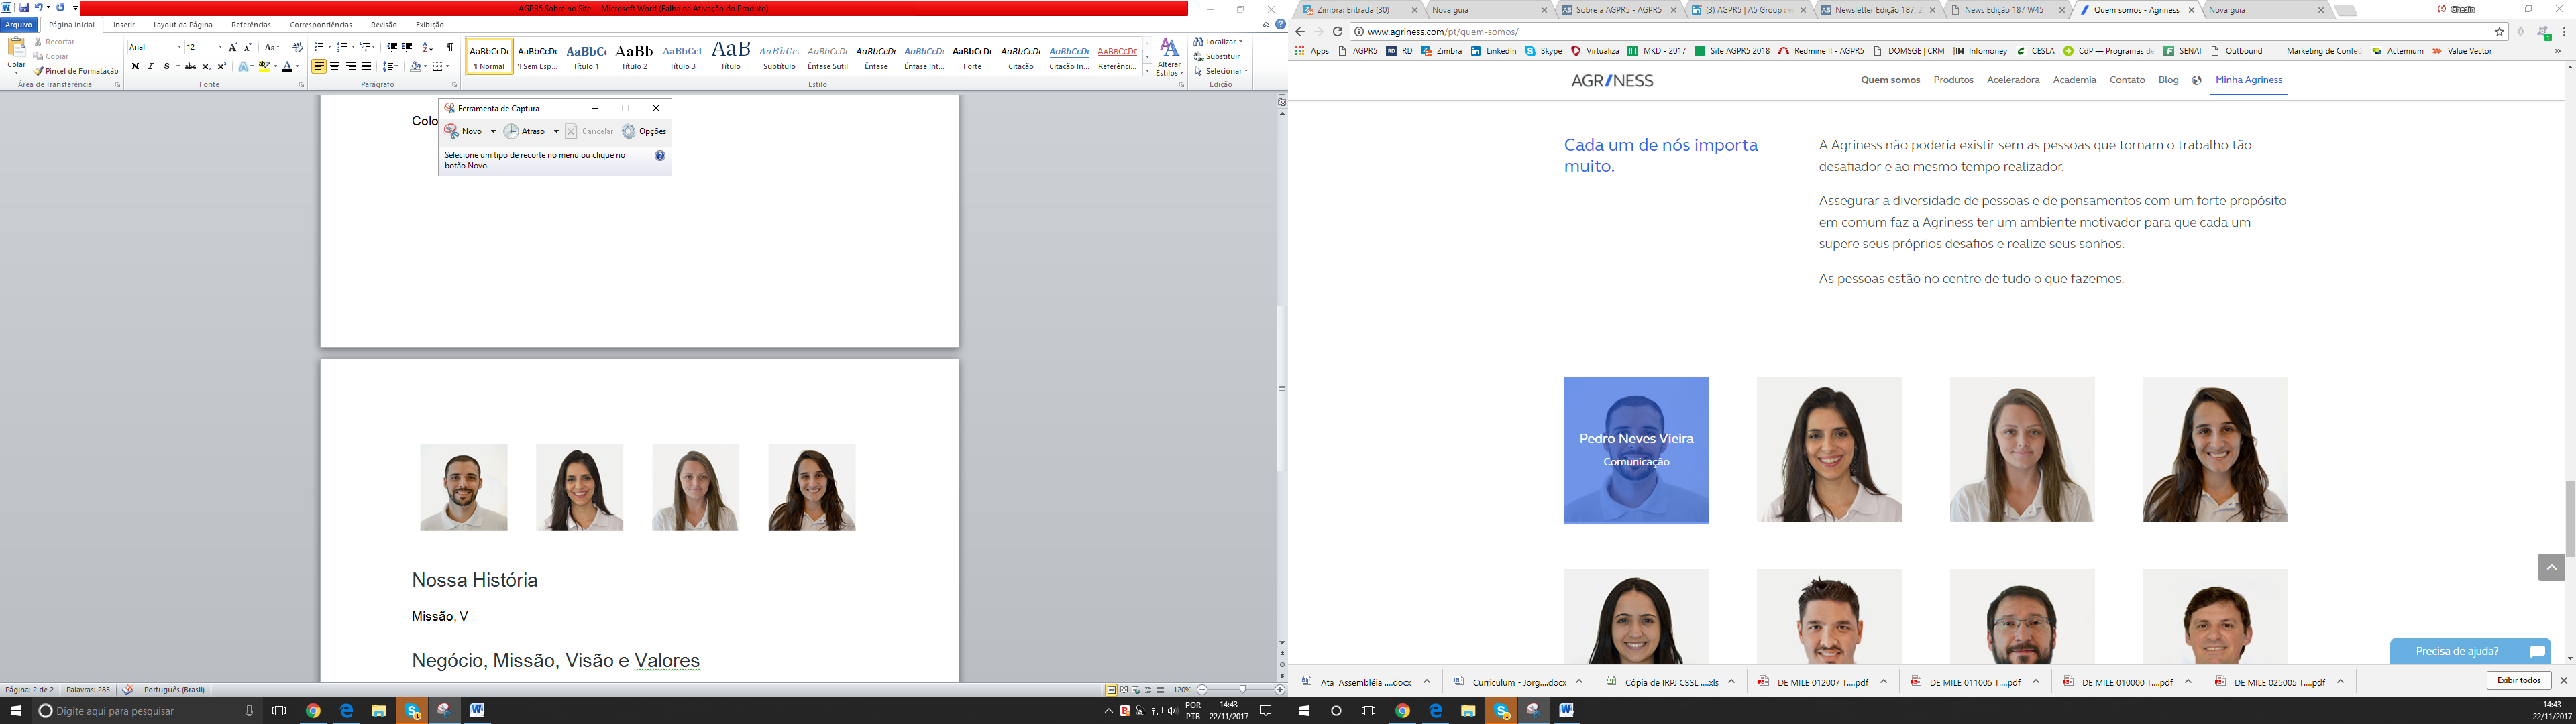 AGPR5 Sobre no Site - Microsoft Word (Falha na Ativação do Produto)
Arquivo
Página Inicial
Inserir
Layout da Página
Referências
Correspondências
Revisão
Exibição
Colar
Recortar
Copiar
Pincel de Formatação
Área de Transferência
Arial
12
Fonte
Parágrafo
AaBbCcDc
¶ Normal
AaBbCcDc
¶ Sem Esp...
AaBbC
Título 1
AaBb
Título 2
AaBbCcI
Título 3
AaB
Título
AaBbCc.
Subtítulo
AaBbCcDc
Ênfase Sutil
AaBbCcDc
Ênfase
AaBbCcDc
Ênfase Int...
AaBbCcDc
Forte
AaBbCcDc
Citação
AaBbCcDc
Citação In...
AaBbCcDc
Referênci...
Estilo
Alterar
Estilos
Localizar
Substituir
Selecionar
Edição
Colo
Ferramenta de Captura
Novo
Atraso
Cancelar
Opções
Selecione um tipo de recorte no menu ou clique no
botão Novo.
Nossa História
Missão, V
Negócio, Missão, Visão e Valores
Página: 2 de 2
Palavras: 283
Português (Brasil)
120%
Digite aqui para pesquisar
POR
PTB
14:43
22/11/2017
Zimbra: Entrada (30)
Nova guia
Sobre a AGPR5 - AGPR5
(3) AGPR5 | A5 Group
Newsletter Edição 187, 2
News Edição 187 W45
Quem somos - Agriness
Nova guia
www.agriness.com/pt/quem-somos/
Apps
AGPR5
RD
Zimbra
LinkedIn
Skype
Virtualiza
MKD - 2017
Site AGPR5 2018
Redmine II - AGPR5
DOMSGE | CRM
Infomoney
CESLA
CdP — Programas de
SENAI
Outbound
Marketing de Conteú
Actemium
Value Vector
AGRINESS
Quem somos
Produtos
Aceleradora
Academia
Contato
Blog
Minha Agriness
Cada um de nós importa
muito.
A Agriness não poderia existir sem as pessoas que tornam o trabalho tão
desafiador e ao mesmo tempo realizador.
Assegurar a diversidade de pessoas e de pensamentos com um forte propósito
em comum faz a Agriness ter um ambiente motivador para que cada um
supere seus próprios desafios e realize seus sonhos.
As pessoas estão no centro de tudo o que fazemos.
Pedro Neves Vieira
Comunicação
Precisa de ajuda?
Ata Assembléia ....docx
Curriculum - Jorg....docx
Cópia de IRPJ CSSL ....xls
DE MILE 012007 T....pdf
DE MILE 011005 T....pdf
DE MILE 010000 T....pdf
DE MILE 025005 T....pdf
Exibir todos
14:43
22/11/2017